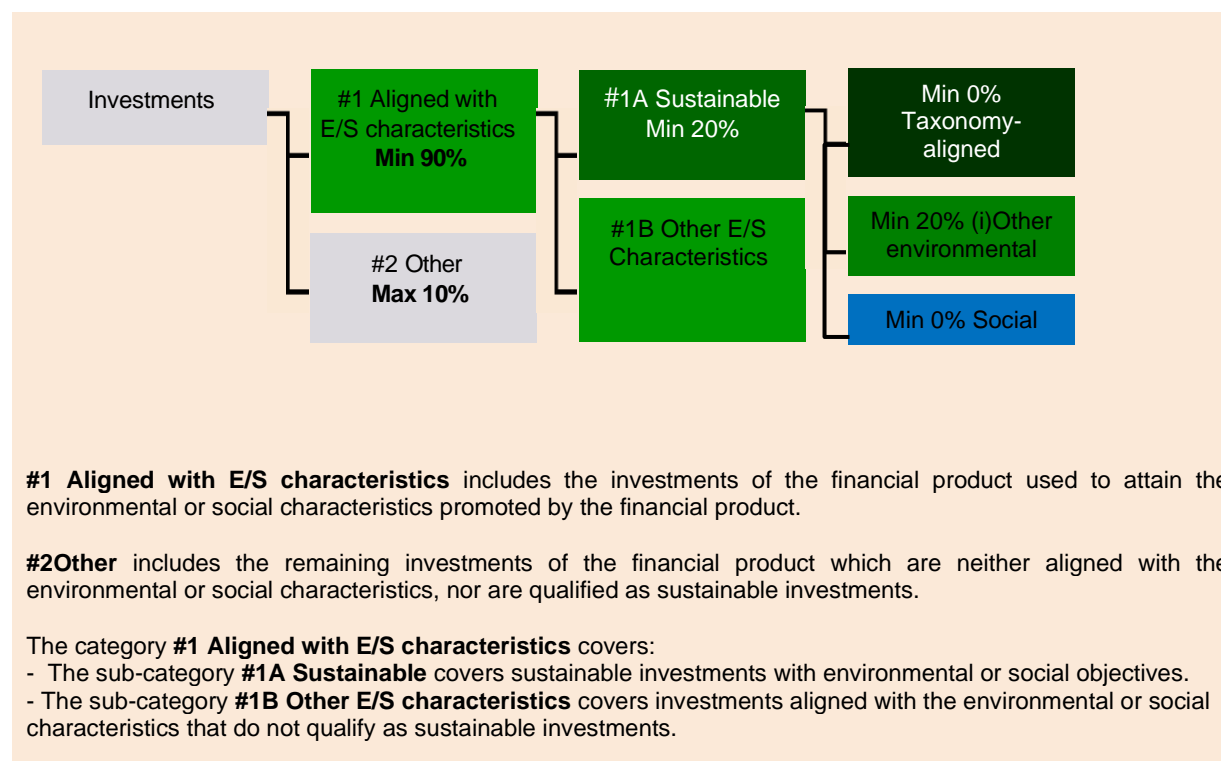 Investments
#1 Aligned with
E/S characteristics
Min 90%
#2 Other
Max 10%
#1A Sustainable
Min 20%
#1B Other E/S
Characteristics
Min 0%
Taxonomy-
aligned
Min 20% (i)Other
environmental
Min 0% Social
#1 Aligned with E/S characteristics includes the investments of the financial product used to attain the
environmental or social characteristics promoted by the financial product.
#2Other includes the remaining investments of the financial product which are neither aligned with the
environmental or social characteristics, nor are qualified as sustainable investments.
The category #1 Aligned with E/S characteristics covers:
- The sub-category #1A Sustainable covers sustainable investments with environmental or social objectives.
- The sub-category #1B Other E/S characteristics covers investments aligned with the environmental or social
characteristics that do not qualify as sustainable investments.